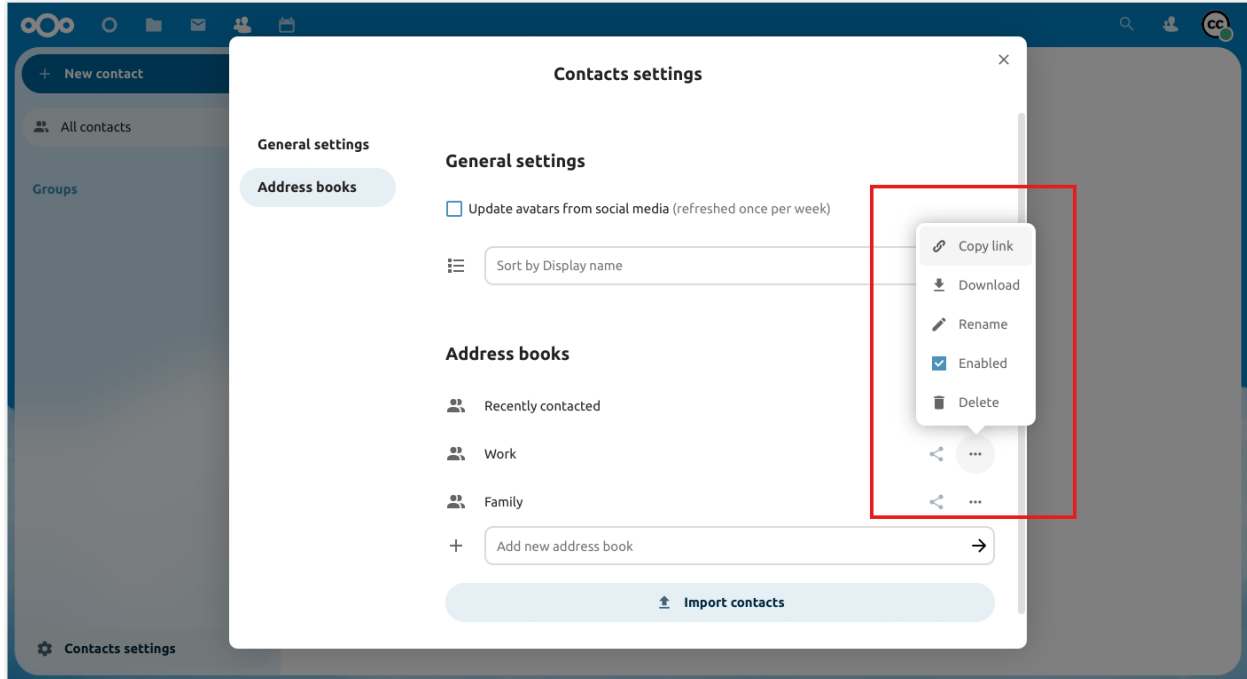 CC
New contact
All contacts
Groups
Contacts settings
Contacts settings
General settings
Address books
General settings
Update avatars from social media (refreshed once per week)
Sort by Display name
Address books
Recently contacted
Work
Family
Add new address book
Import contacts
Copy link
Download
Rename
Enabled
Delete